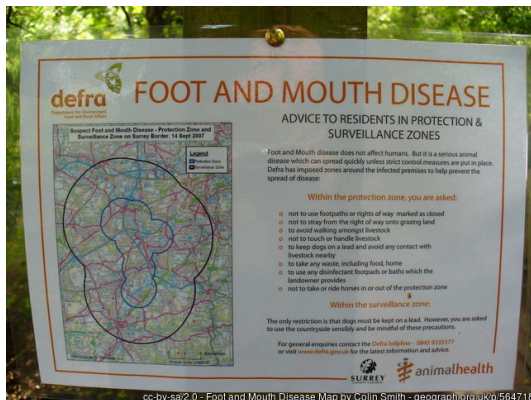 defra
Department for Environment
Food and Rural Affairs
FOOT AND MOUTH DISEASE
ADVICE TO RESIDENTS IN PROTECTION &
SURVEILLANCE ZONES
Suspect Foot and Mouth Disease - Protection Zone and
Surveillance Zone on Surrey Border. 14 Sept 2007
Legend
Protection Zone
Surveillance Zone
Foot and Mouth disease does not affect humans. But it is a serious animal
disease which can spread quickly unless strict control measures are put in place.
Defra has imposed zones around the infected premises to help prevent the
spread of disease:
Within the protection zone, you are asked:
not to use footpaths or rights of way marked as closed
not to stray from the right of way onto grazing land
to avoid walking amongst livestock
not to touch or handle livestock
to keep dogs on a lead and avoid any contact with
livestock nearby
to take any waste, including food, home
to use any disinfectant footpads or baths which the
landowner provides
not to take or ride horses in or out of the protection zone
Within the surveillance zone:
The only restriction is that dogs must be kept on a lead. However, you are asked
to use the countryside sensibly and be mindful of these precautions.
For general enquiries contact the Defra helpline - 0845 9335577
or visit www.defra.gov.uk for the latest information and advice.
SURREY
animalhealth
cc-by-sa/2.0 - Foot and Mouth Disease Map by Colin Smith - geograph.org.uk/p/56471